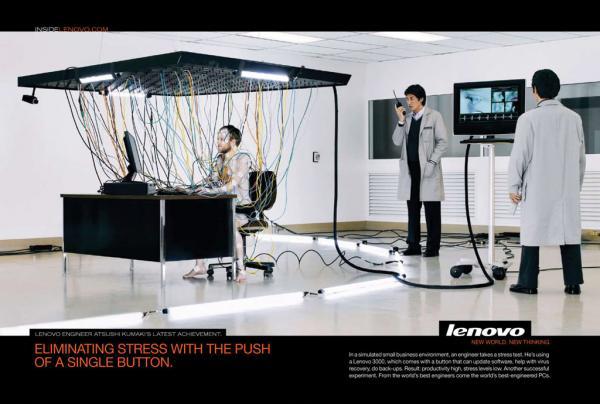 INSIDELENOVO.COM
LENOVO ENGINEER ATSUSHI KUMAKI'S LATEST ACHIEVEMENT.
ELIMINATING STRESS WITH THE PUSH
OF A SINGLE BUTTON.
lenovo
NEW WORLD. NEW THINKING
In a simulated small business environment, an engineer takes a stress test. He's using
a Lenovo 3000, which comes with a button that can update software, help with virus
recovery, do back-ups. Result: productivity high, stress levels low. Another successful
experiment. From the world's best engineers come the world's best-engineered PCs.